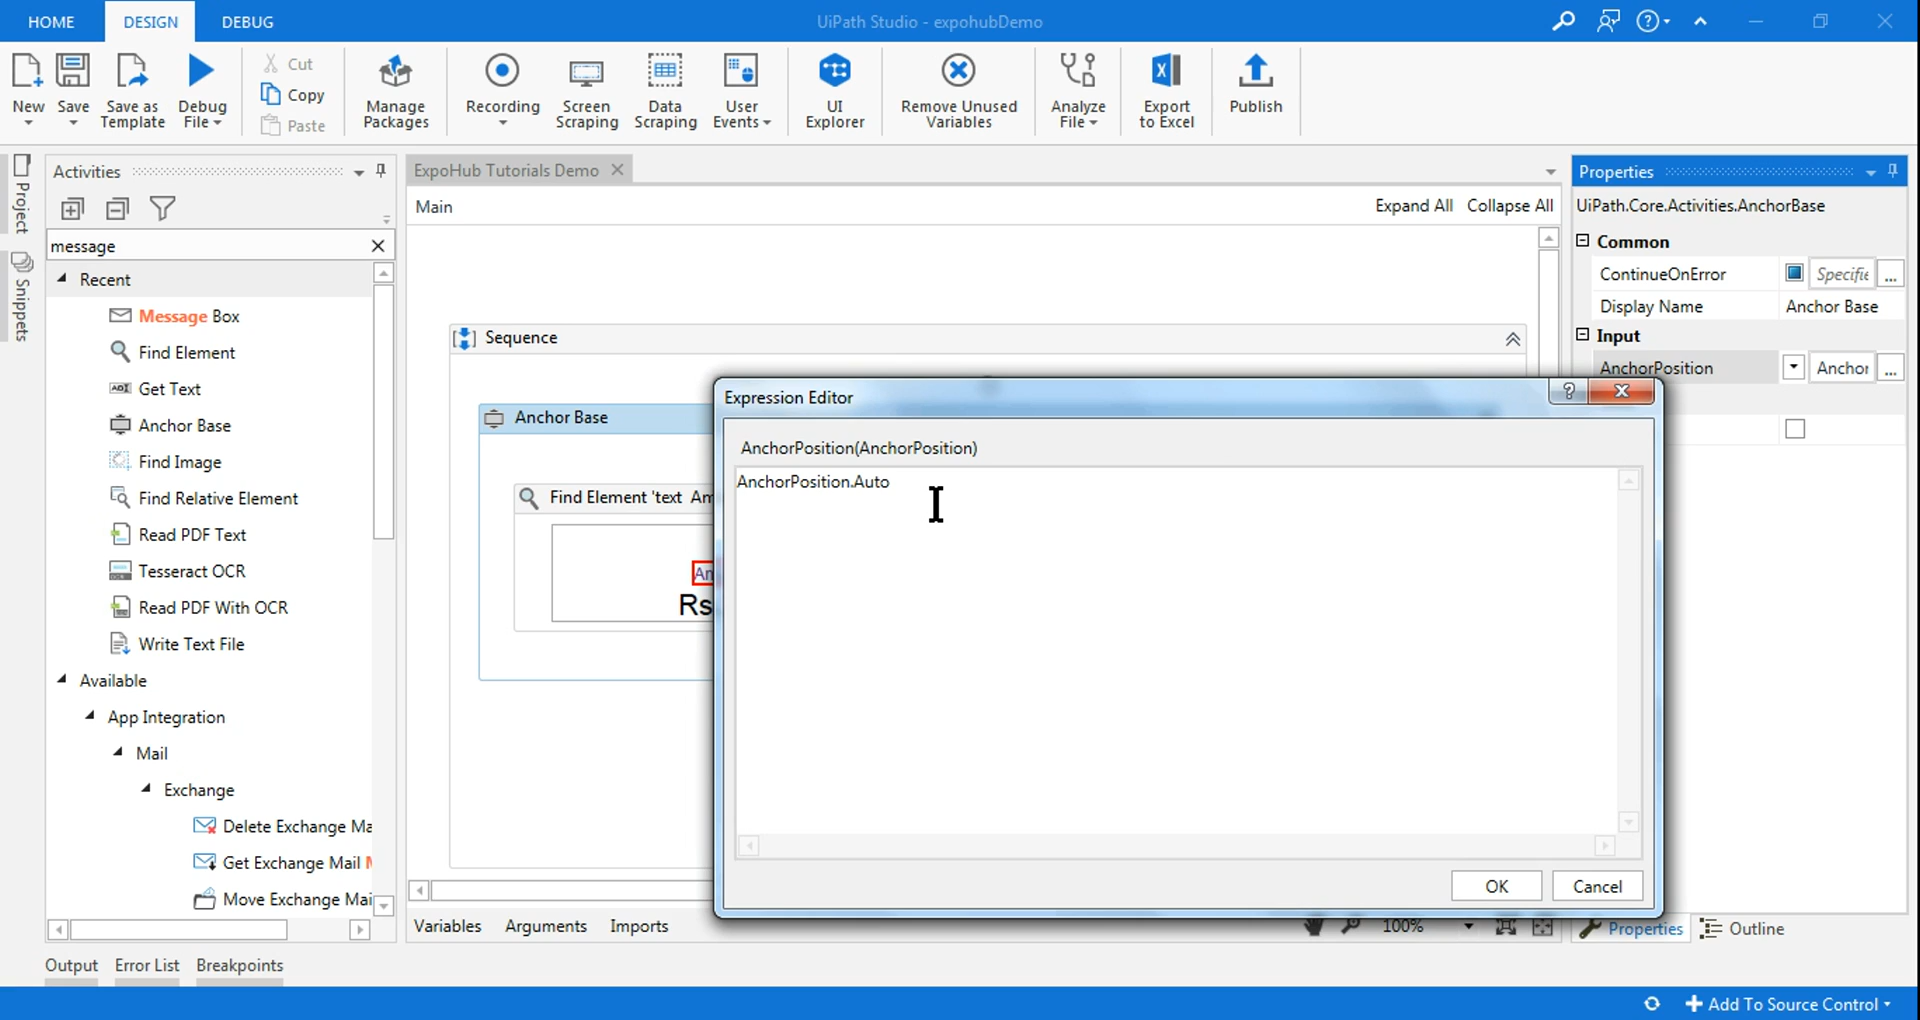 HOME DESIGN DEBUG UiPath Studio - expohubDemo
New Save Save as Template Debug File
Cut
Copy
Paste
Manage Packages
Recording
Screen Scraping
Data Scraping
User Events
UI Explorer
Remove Unused Variables
Analyze File
Export to Excel
Publish
Project
Snippets
Activities
message
Recent
Message Box
Find Element
Get Text
Anchor Base
Find Image
Find Relative Element
Read PDF Text
Tesseract OCR
Read PDF With OCR
Write Text File
Available
App Integration
Mail
Exchange
Delete Exchange Ma
Get Exchange Mail
Move Exchange Mai
ExpoHub Tutorials Demo
Main Expand All Collapse All
Sequence
Anchor Base
Find Element 'text Am
Rs
Expression Editor
AnchorPosition(AnchorPosition)
AnchorPosition.Auto
OK Cancel
Variables Arguments Imports 100%
Properties
UiPath.Core.Activities.AnchorBase
Common
ContinueOnError Specifie ...
Display Name Anchor Base
Input
AnchorPosition Anchor ...
Properties Outline
Output Error List Breakpoints
Add To Source Control